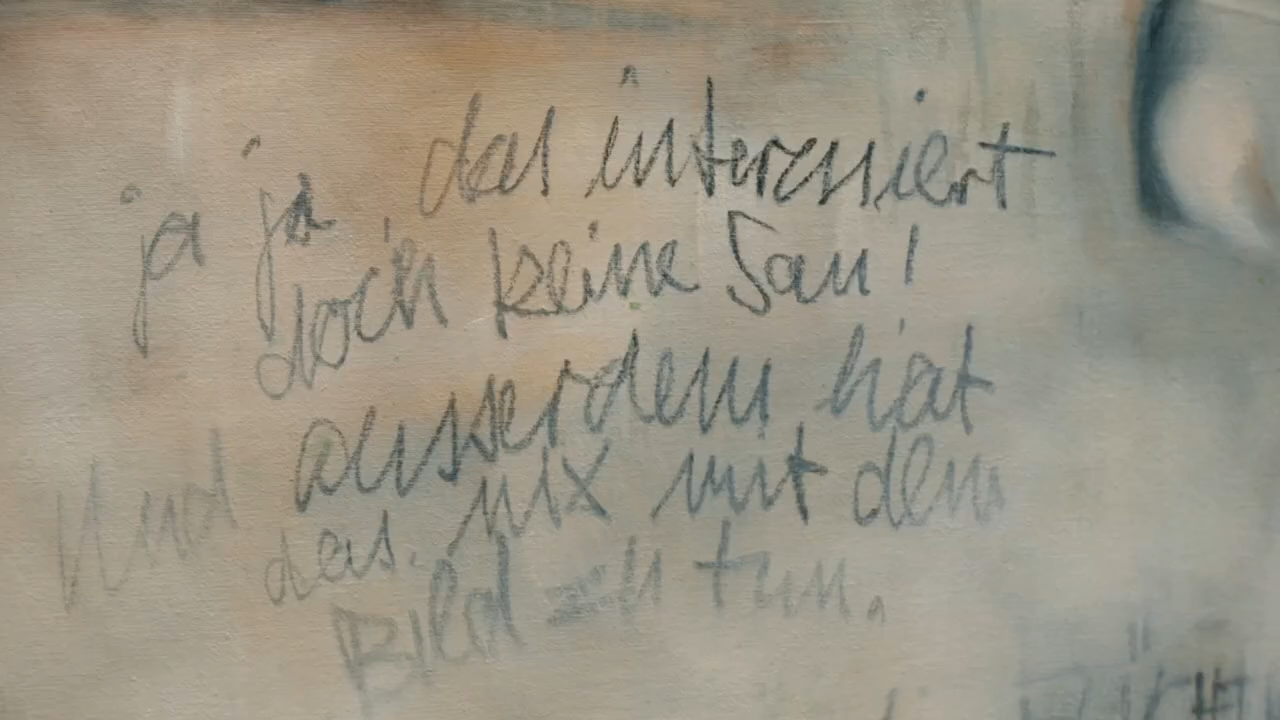 ja ja, das interessiert
doch keine Sau!
Und ausserdem hat
das nix mit dem
Bild zu tun.